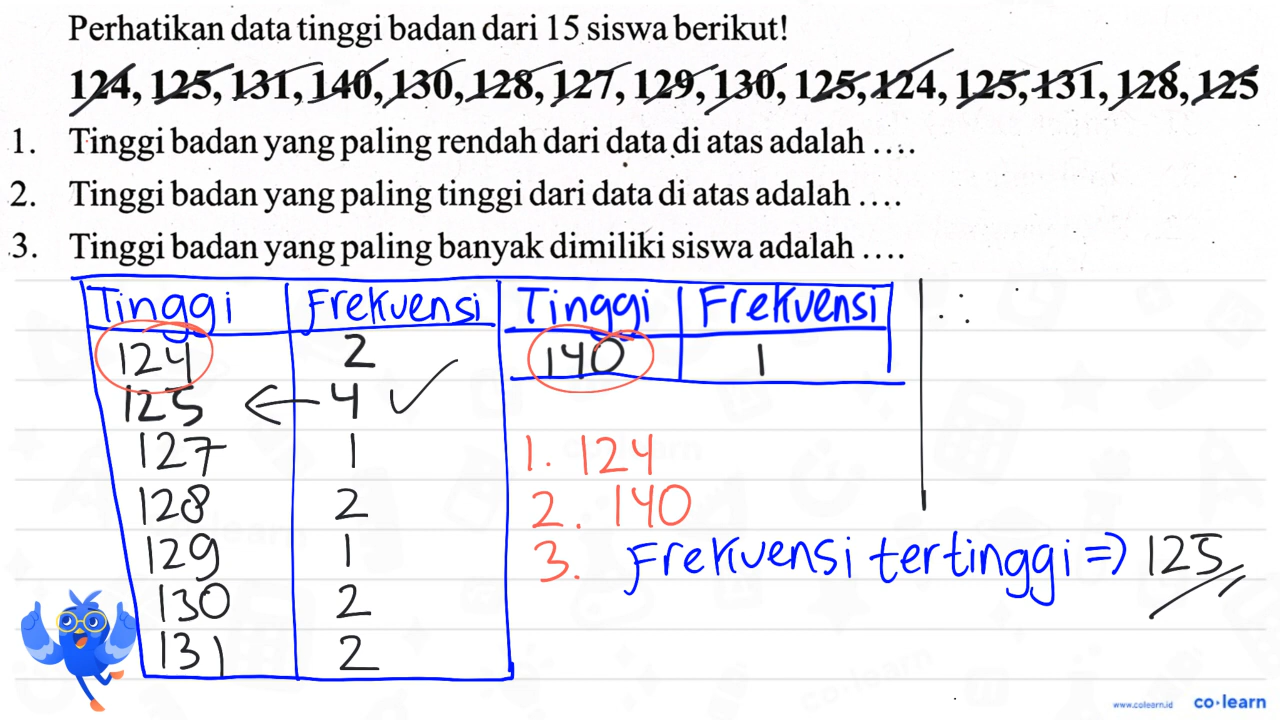 Perhatikan data tinggi badan dari 15 siswa berikut!
124, 125, 131, 140, 130, 128, 127, 129, 130, 125, 124, 125, 131, 128, 125
1. Tinggi badan yang paling rendah dari data di atas adalah ....
2. Tinggi badan yang paling tinggi dari data di atas adalah ....
3. Tinggi badan yang paling banyak dimiliki siswa adalah ....
Tinggi Frekuensi Tinggi Frekuensi
124 2 140 1
125 ← 4 ✓
127 1 1. 124
128 2 2. 140
129 1 3. Frekuensi tertinggi => 125
130 2
131 2
www.colearn.id co·learn